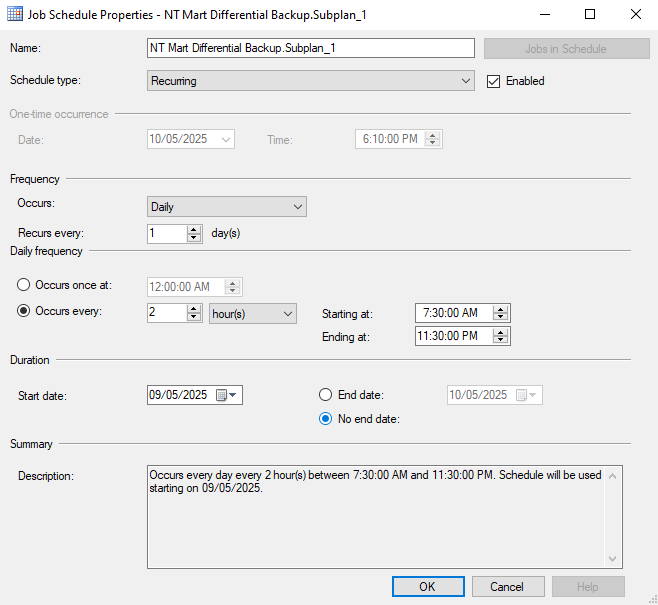 Job Schedule Properties - NT Mart Differential Backup.Subplan_1
Name: NT Mart Differential Backup.Subplan_1 Jobs in Schedule
Schedule type: Recurring Enabled
One-time occurrence
Date: 10/05/2025 Time: 6:10:00 PM
Frequency
Occurs: Daily
Recurs every: 1 day(s)
Daily frequency
Occurs once at: 12:00:00 AM
Occurs every: 2 hour(s) Starting at: 7:30:00 AM
Ending at: 11:30:00 PM
Duration
Start date: 09/05/2025 End date: 10/05/2025
No end date:
Summary
Description: Occurs every day every 2 hour(s) between 7:30:00 AM and 11:30:00 PM. Schedule will be used
starting on 09/05/2025.
OK Cancel Help